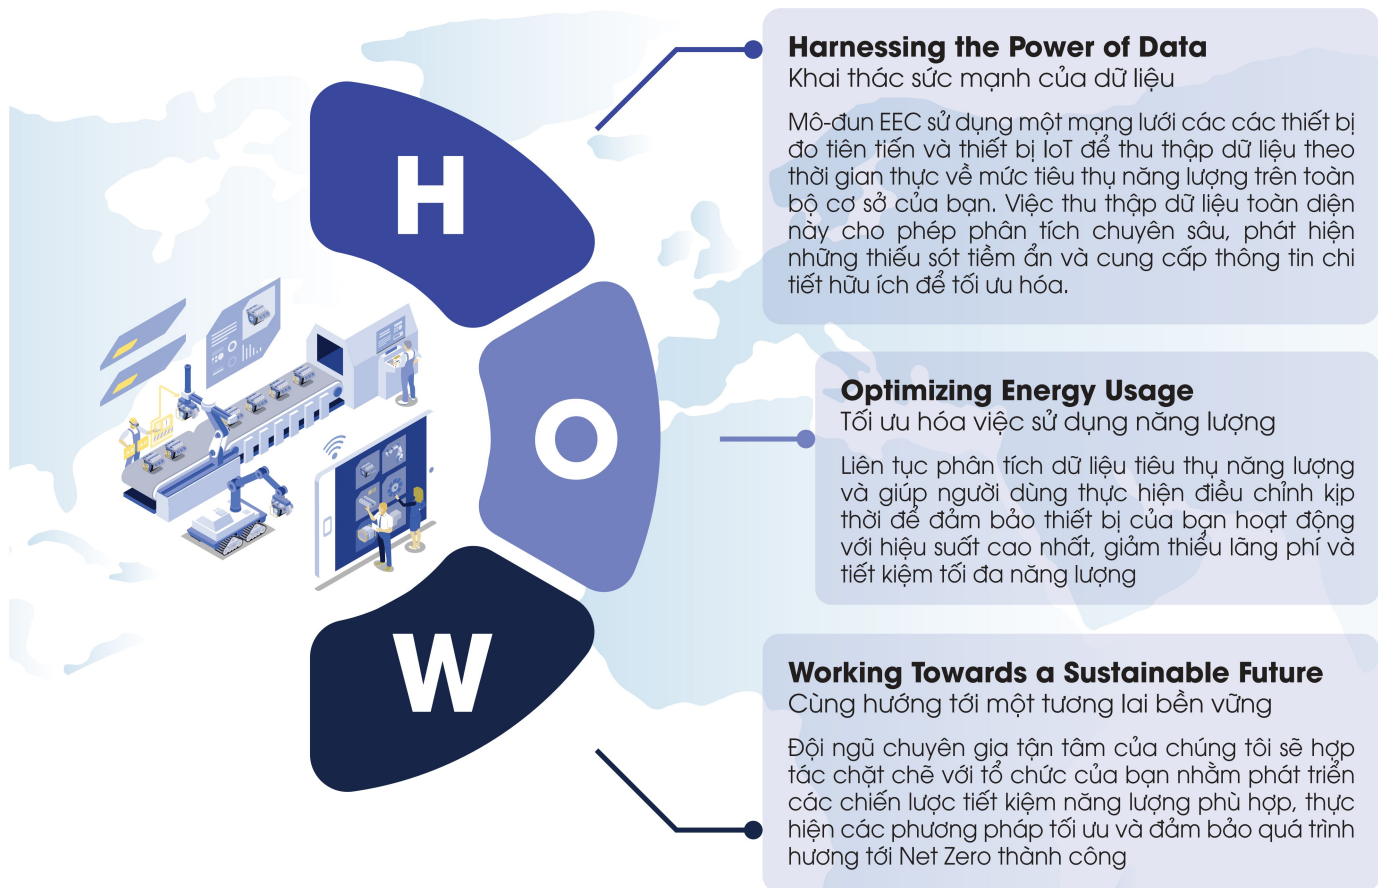 H
Harnessing the Power of Data
Khai thác sức mạnh của dữ liệu
Mô-đun EEC sử dụng một mạng lưới các các thiết bị
đo tiên tiến và thiết bị IoT để thu thập dữ liệu theo
thời gian thực về mức tiêu thụ năng lượng trên toàn
bộ cơ sở của bạn. Việc thu thập dữ liệu toàn diện
này cho phép phân tích chuyên sâu, phát hiện
những thiếu sót tiềm ẩn và cung cấp thông tin chi
tiết hữu ích để tối ưu hóa.
O
Optimizing Energy Usage
Tối ưu hóa việc sử dụng năng lượng
Liên tục phân tích dữ liệu tiêu thụ năng lượng
và giúp người dùng thực hiện điều chỉnh kịp
thời để đảm bảo thiết bị của bạn hoạt động
với hiệu suất cao nhất, giảm thiểu lãng phí và
tiết kiệm tối đa năng lượng
W
Working Towards a Sustainable Future
Cùng hướng tới một tương lai bền vững
Đội ngũ chuyên gia tận tâm của chúng tôi sẽ hợp
tác chặt chẽ với tổ chức của bạn nhằm phát triển
các chiến lược tiết kiệm năng lượng phù hợp, thực
hiện các phương pháp tối ưu và đảm bảo quá trình
hương tới Net Zero thành công